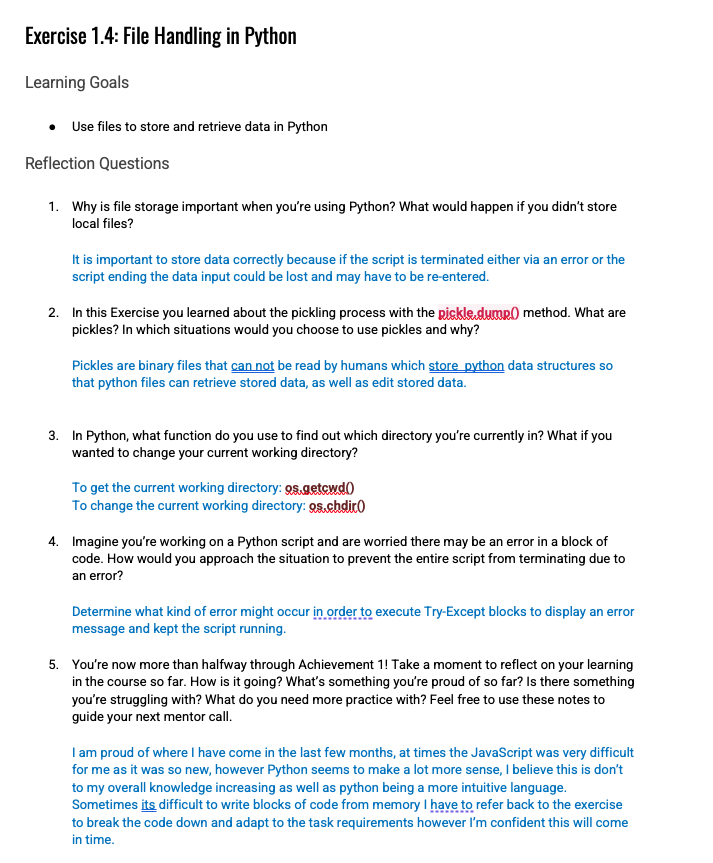 Exercise 1.4: File Handling in Python
Learning Goals
● Use files to store and retrieve data in Python
Reflection Questions
1. Why is file storage important when you're using Python? What would happen if you didn't store
local files?
It is important to store data correctly because if the script is terminated either via an error or the
script ending the data input could be lost and may have to be re-entered.
2. In this Exercise you learned about the pickling process with the pickle.dump() method. What are
pickles? In which situations would you choose to use pickles and why?
Pickles are binary files that can not be read by humans which store  python data structures so
that python files can retrieve stored data, as well as edit stored data.
3. In Python, what function do you use to find out which directory you're currently in? What if you
wanted to change your current working directory?
To get the current working directory: os.getcwd()
To change the current working directory: os.chdir()
4. Imagine you're working on a Python script and are worried there may be an error in a block of
code. How would you approach the situation to prevent the entire script from terminating due to
an error?
Determine what kind of error might occur in order to execute Try-Except blocks to display an error
message and kept the script running.
5. You're now more than halfway through Achievement 1! Take a moment to reflect on your learning
in the course so far. How is it going? What's something you're proud of so far? Is there something
you're struggling with? What do you need more practice with? Feel free to use these notes to
guide your next mentor call.
I am proud of where I have come in the last few months, at times the JavaScript was very difficult
for me as it was so new, however Python seems to make a lot more sense, I believe this is don't
to my overall knowledge increasing as well as python being a more intuitive language.
Sometimes its difficult to write blocks of code from memory I have to refer back to the exercise
to break the code down and adapt to the task requirements however I'm confident this will come
in time.